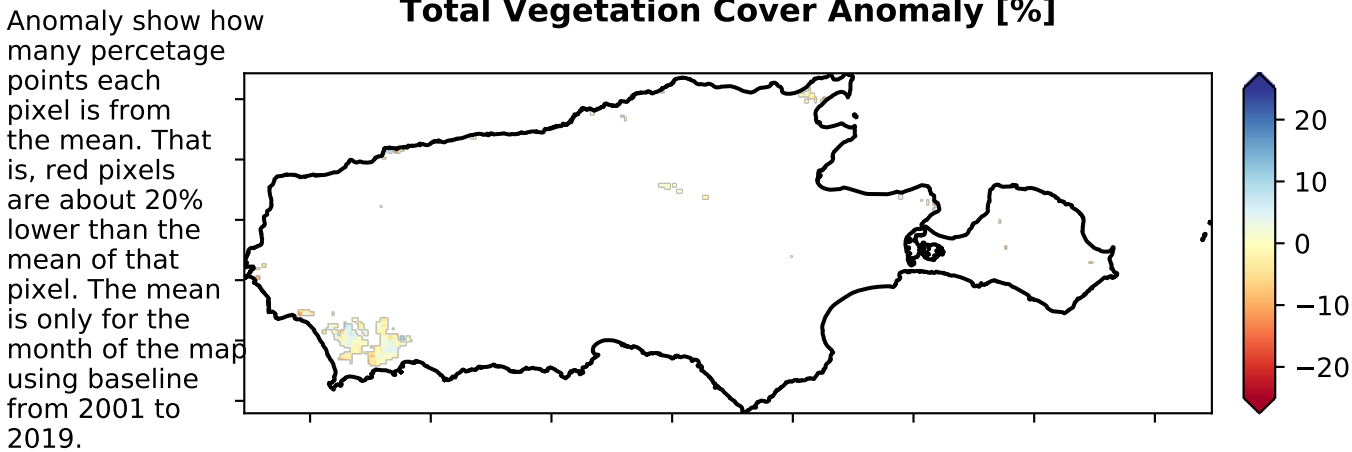 Total Vegetation Cover Anomaly [%]
Anomaly show how
many percetage
points each
pixel is from
the mean. That
is, red pixels
are about 20%
lower than the
mean of that
pixel. The mean
is only for the
month of the map
using baseline
from 2001 to
2019.
20
10
0
−10
−20